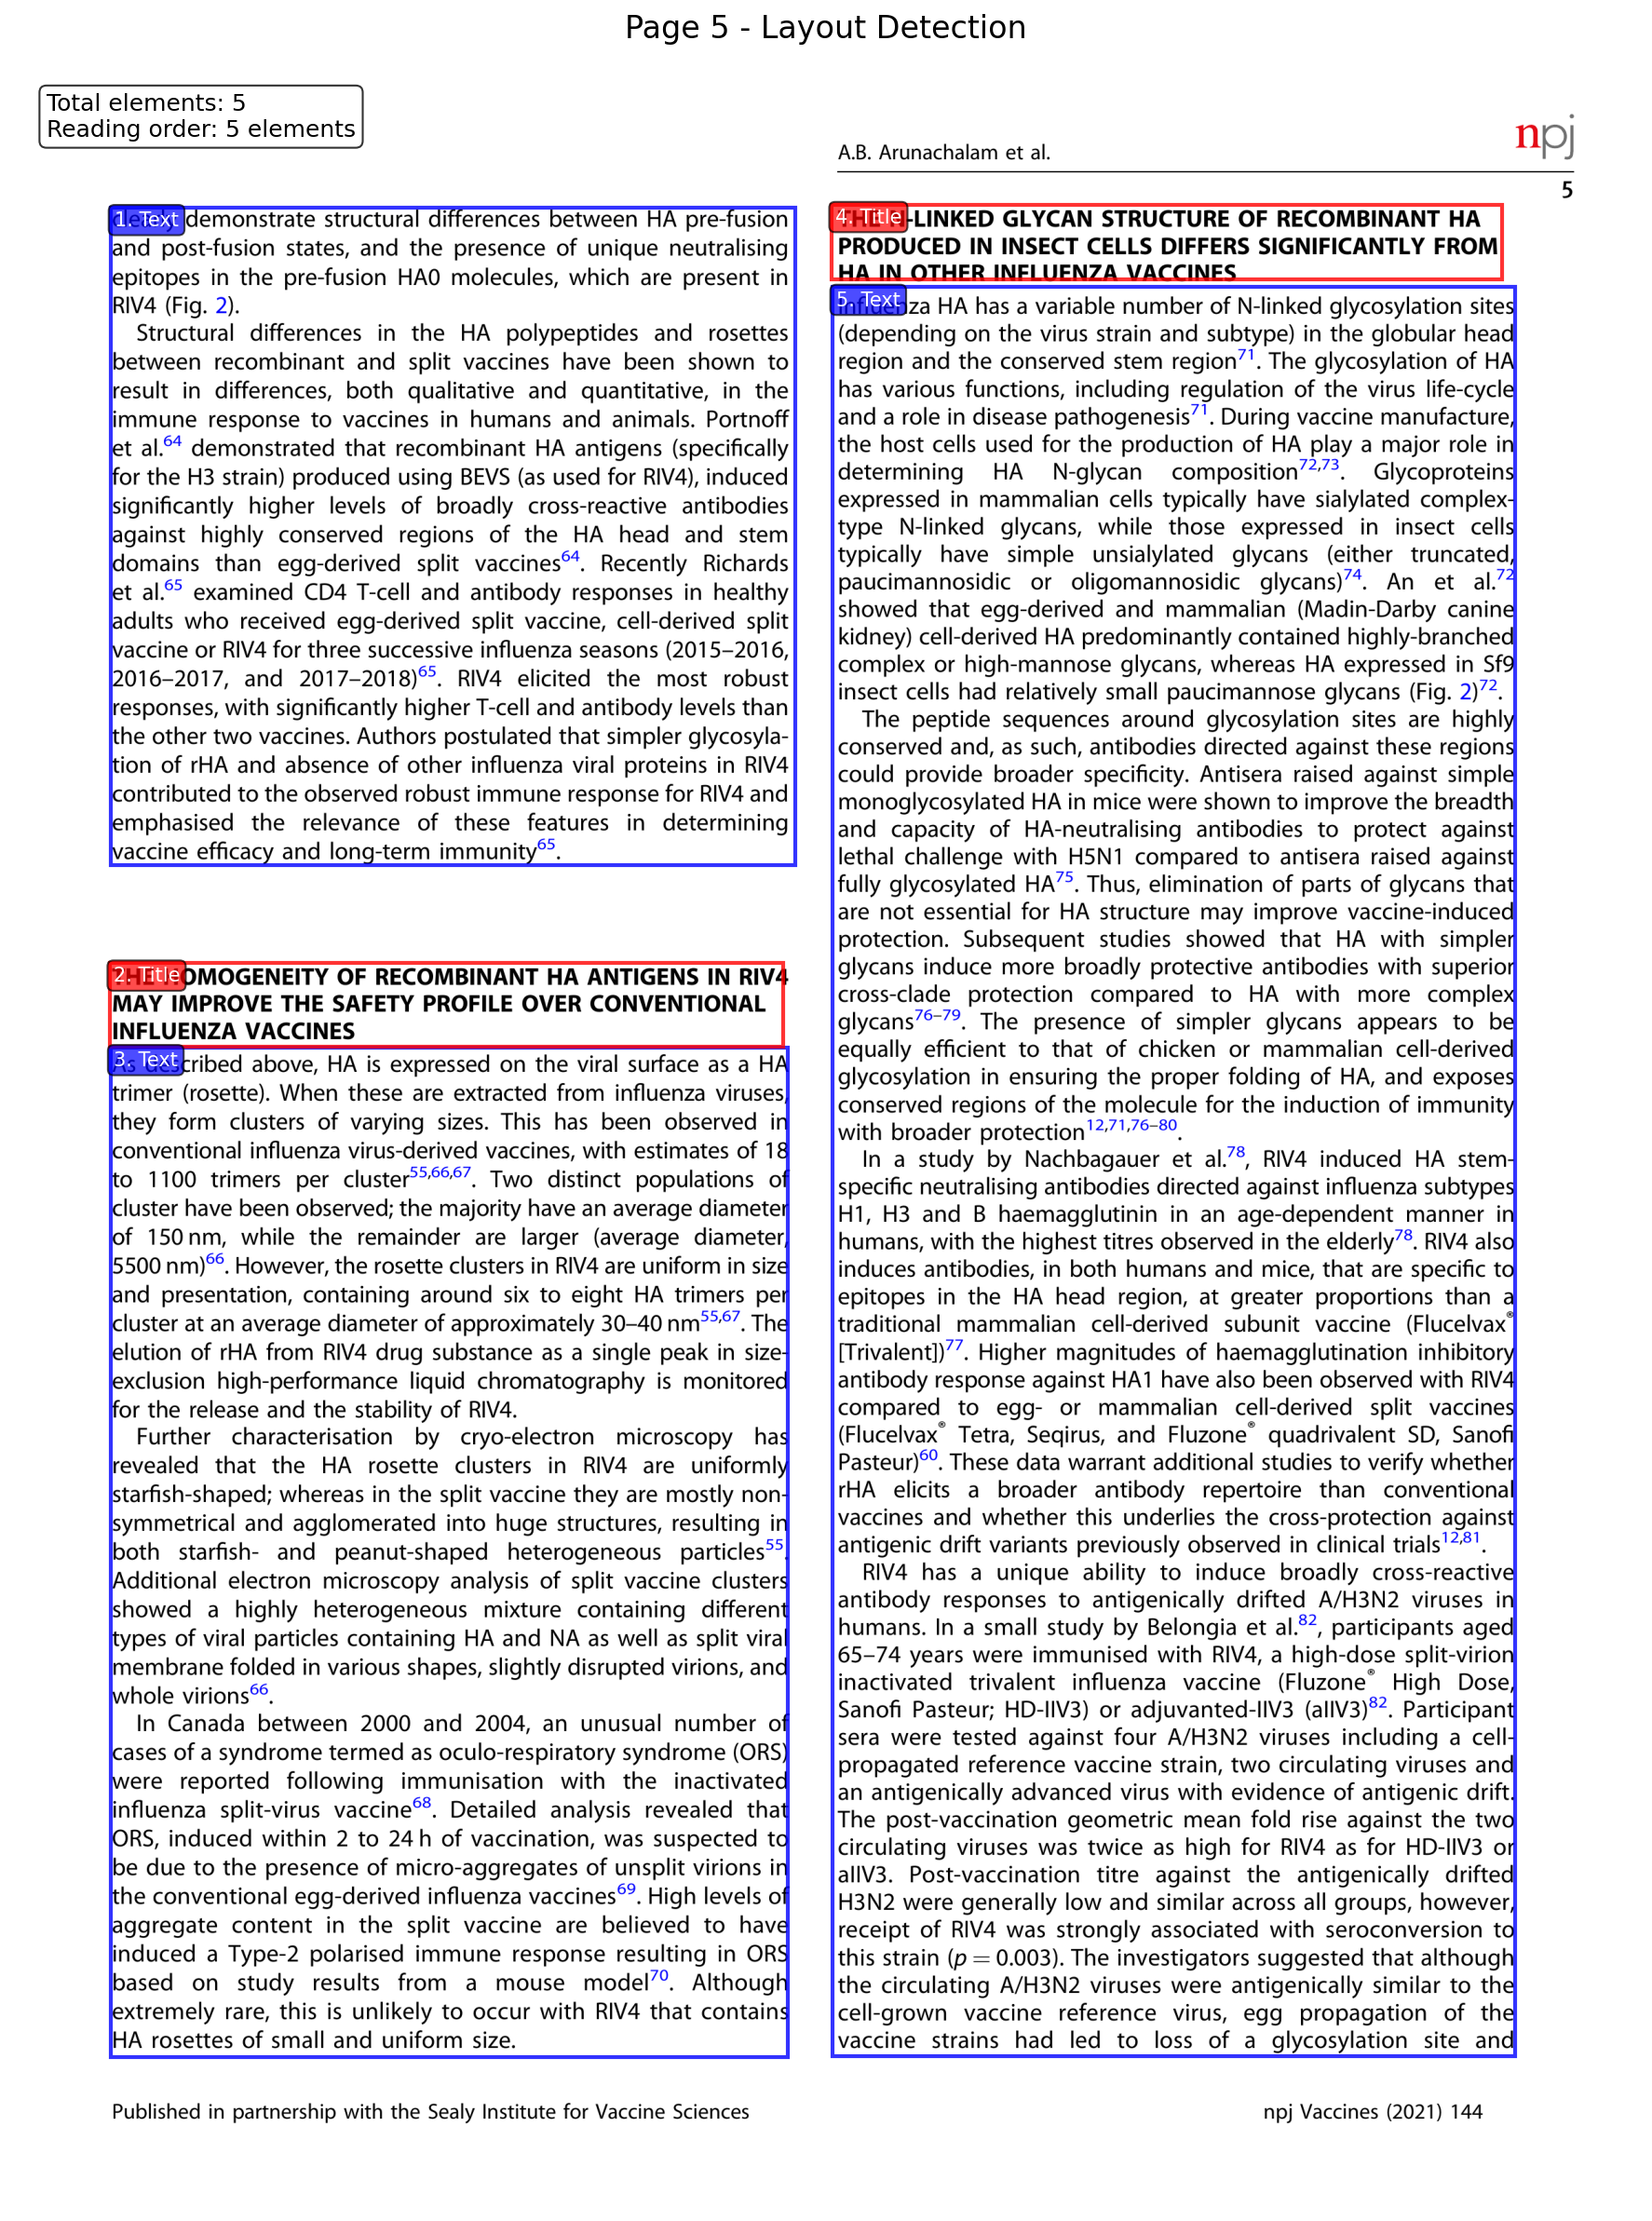 Page 5 - Layout Detection
Total elements: 5
Reading order: 5 elements
A.B. Arunachalam et al.
npj
5
1. Text demonstrate structural differences between HA pre-fusion
and post-fusion states, and the presence of unique neutralising
epitopes in the pre-fusion HA0 molecules, which are present in
RIV4 (Fig. 2).
Structural differences in the HA polypeptides and rosettes
between recombinant and split vaccines have been shown to
result in differences, both qualitative and quantitative, in the
immune response to vaccines in humans and animals. Portnoff
et al.64 demonstrated that recombinant HA antigens (specifically
for the H3 strain) produced using BEVS (as used for RIV4), induced
significantly higher levels of broadly cross-reactive antibodies
against highly conserved regions of the HA head and stem
domains than egg-derived split vaccines64. Recently Richards
et al.65 examined CD4 T-cell and antibody responses in healthy
adults who received egg-derived split vaccine, cell-derived split
vaccine or RIV4 for three successive influenza seasons (2015–2016,
2016–2017, and 2017–2018)65. RIV4 elicited the most robust
responses, with significantly higher T-cell and antibody levels than
the other two vaccines. Authors postulated that simpler glycosyla-
tion of rHA and absence of other influenza viral proteins in RIV4
contributed to the observed robust immune response for RIV4 and
emphasised the relevance of these features in determining
vaccine efficacy and long-term immunity65.
2. Title
THE HOMOGENEITY OF RECOMBINANT HA ANTIGENS IN RIV4
MAY IMPROVE THE SAFETY PROFILE OVER CONVENTIONAL
INFLUENZA VACCINES
3. Text
As described above, HA is expressed on the viral surface as a HA
trimer (rosette). When these are extracted from influenza viruses,
they form clusters of varying sizes. This has been observed in
conventional influenza virus-derived vaccines, with estimates of 18
to 1100 trimers per cluster55,66,67. Two distinct populations of
cluster have been observed; the majority have an average diameter
of 150 nm, while the remainder are larger (average diameter,
5500 nm)66. However, the rosette clusters in RIV4 are uniform in size
and presentation, containing around six to eight HA trimers per
cluster at an average diameter of approximately 30–40 nm55,67. The
elution of rHA from RIV4 drug substance as a single peak in size-
exclusion high-performance liquid chromatography is monitored
for the release and the stability of RIV4.
Further characterisation by cryo-electron microscopy has
revealed that the HA rosette clusters in RIV4 are uniformly
starfish-shaped; whereas in the split vaccine they are mostly non-
symmetrical and agglomerated into huge structures, resulting in
both starfish- and peanut-shaped heterogeneous particles55.
Additional electron microscopy analysis of split vaccine clusters
showed a highly heterogeneous mixture containing different
types of viral particles containing HA and NA as well as split viral
membrane folded in various shapes, slightly disrupted virions, and
whole virions66.
In Canada between 2000 and 2004, an unusual number of
cases of a syndrome termed as oculo-respiratory syndrome (ORS)
were reported following immunisation with the inactivated
influenza split-virus vaccine68. Detailed analysis revealed that
ORS, induced within 2 to 24 h of vaccination, was suspected to
be due to the presence of micro-aggregates of unsplit virions in
the conventional egg-derived influenza vaccines69. High levels of
aggregate content in the split vaccine are believed to have
induced a Type-2 polarised immune response resulting in ORS
based on study results from a mouse model70. Although
extremely rare, this is unlikely to occur with RIV4 that contains
HA rosettes of small and uniform size.
4. Title
THE N-LINKED GLYCAN STRUCTURE OF RECOMBINANT HA
PRODUCED IN INSECT CELLS DIFFERS SIGNIFICANTLY FROM
HA IN OTHER INFLUENZA VACCINES
5. Text
Influenza HA has a variable number of N-linked glycosylation sites
(depending on the virus strain and subtype) in the globular head
region and the conserved stem region71. The glycosylation of HA
has various functions, including regulation of the virus life-cycle
and a role in disease pathogenesis71. During vaccine manufacture,
the host cells used for the production of HA play a major role in
determining HA N-glycan composition72,73. Glycoproteins
expressed in mammalian cells typically have sialylated complex-
type N-linked glycans, while those expressed in insect cells
typically have simple unsialylated glycans (either truncated,
paucimannosidic or oligomannosidic glycans)74. An et al.72
showed that egg-derived and mammalian (Madin-Darby canine
kidney) cell-derived HA predominantly contained highly-branched
complex or high-mannose glycans, whereas HA expressed in Sf9
insect cells had relatively small paucimannose glycans (Fig. 2)72.
The peptide sequences around glycosylation sites are highly
conserved and, as such, antibodies directed against these regions
could provide broader specificity. Antisera raised against simple
monoglycosylated HA in mice were shown to improve the breadth
and capacity of HA-neutralising antibodies to protect against
lethal challenge with H5N1 compared to antisera raised against
fully glycosylated HA75. Thus, elimination of parts of glycans that
are not essential for HA structure may improve vaccine-induced
protection. Subsequent studies showed that HA with simpler
glycans induce more broadly protective antibodies with superior
cross-clade protection compared to HA with more complex
glycans76–79. The presence of simpler glycans appears to be
equally efficient to that of chicken or mammalian cell-derived
glycosylation in ensuring the proper folding of HA, and exposes
conserved regions of the molecule for the induction of immunity
with broader protection12,71,76–80.
In a study by Nachbagauer et al.78, RIV4 induced HA stem-
specific neutralising antibodies directed against influenza subtypes
H1, H3 and B haemagglutinin in an age-dependent manner in
humans, with the highest titres observed in the elderly78. RIV4 also
induces antibodies, in both humans and mice, that are specific to
epitopes in the HA head region, at greater proportions than a
traditional mammalian cell-derived subunit vaccine (Flucelvax®
[Trivalent])77. Higher magnitudes of haemagglutination inhibitory
antibody response against HA1 have also been observed with RIV4
compared to egg- or mammalian cell-derived split vaccines
(Flucelvax® Tetra, Seqirus, and Fluzone® quadrivalent SD, Sanofi
Pasteur)60. These data warrant additional studies to verify whether
rHA elicits a broader antibody repertoire than conventional
vaccines and whether this underlies the cross-protection against
antigenic drift variants previously observed in clinical trials12,81.
RIV4 has a unique ability to induce broadly cross-reactive
antibody responses to antigenically drifted A/H3N2 viruses in
humans. In a small study by Belongia et al.82, participants aged
65–74 years were immunised with RIV4, a high-dose split-virion
inactivated trivalent influenza vaccine (Fluzone® High Dose,
Sanofi Pasteur; HD-IIV3) or adjuvanted-IIV3 (aIIV3)82. Participant
sera were tested against four A/H3N2 viruses including a cell-
propagated reference vaccine strain, two circulating viruses and
an antigenically advanced virus with evidence of antigenic drift.
The post-vaccination geometric mean fold rise against the two
circulating viruses was twice as high for RIV4 as for HD-IIV3 or
aIIV3. Post-vaccination titre against the antigenically drifted
H3N2 were generally low and similar across all groups, however,
receipt of RIV4 was strongly associated with seroconversion to
this strain (p = 0.003). The investigators suggested that although
the circulating A/H3N2 viruses were antigenically similar to the
cell-grown vaccine reference virus, egg propagation of the
vaccine strains had led to loss of a glycosylation site and
Published in partnership with the Sealy Institute for Vaccine Sciences
npj Vaccines (2021) 144